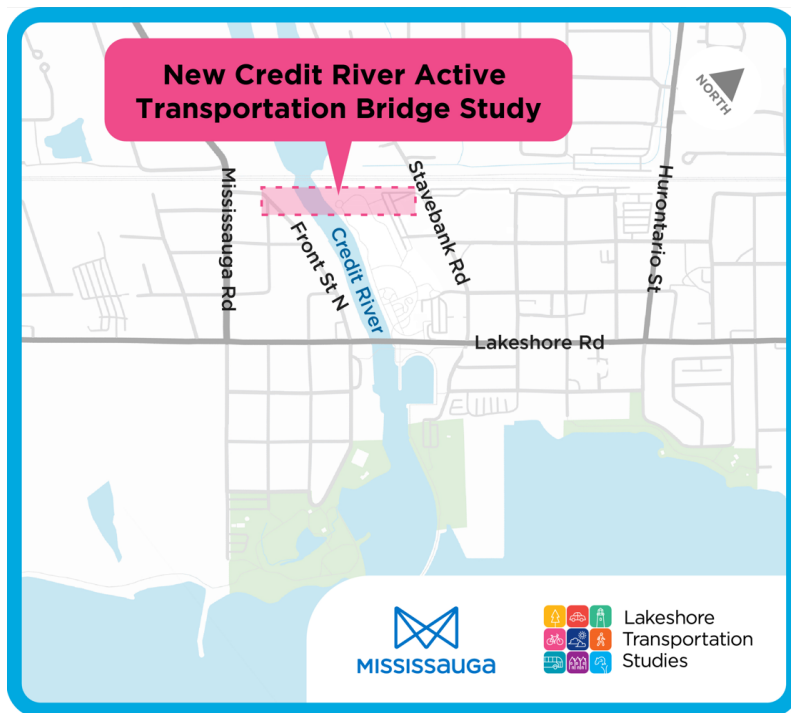 New Credit River Active
Transportation Bridge Study
NORTH
Mississauga Rd
Front St N
Credit River
Stavebank Rd
Hurontario St
Lakeshore Rd
MISSISSAUGA
Lakeshore
Transportation
Studies